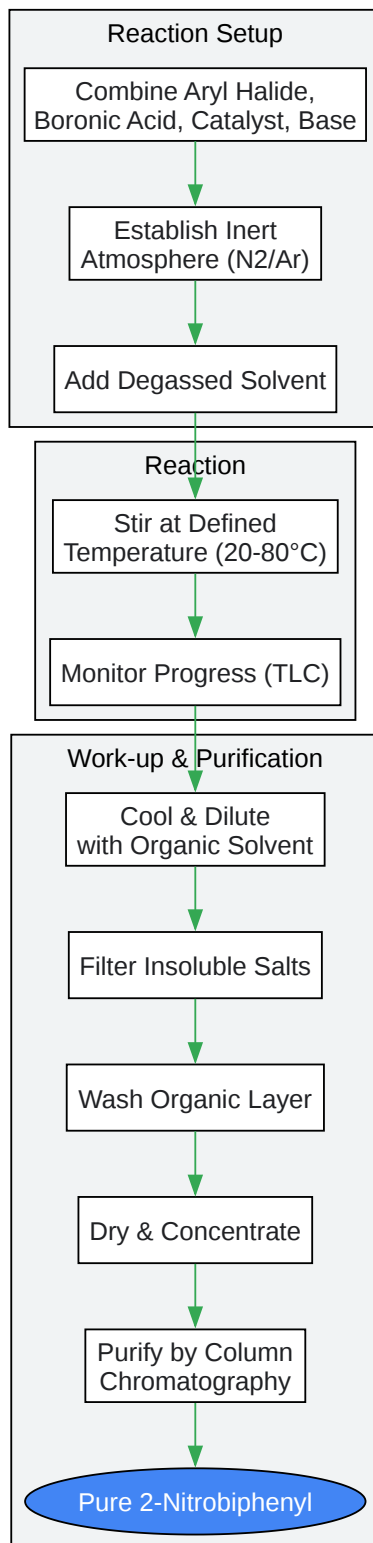 Reaction Setup
Combine Aryl Halide,
Boronic Acid, Catalyst, Base
Establish Inert
Atmosphere (N2/Ar)
Add Degassed Solvent
Reaction
Stir at Defined
Temperature (20-80°C)
Monitor Progress (TLC)
Work-up & Purification
Cool & Dilute
with Organic Solvent
Filter Insoluble Salts
Wash Organic Layer
Dry & Concentrate
Purify by Column
Chromatography
Pure 2-Nitrobiphenyl